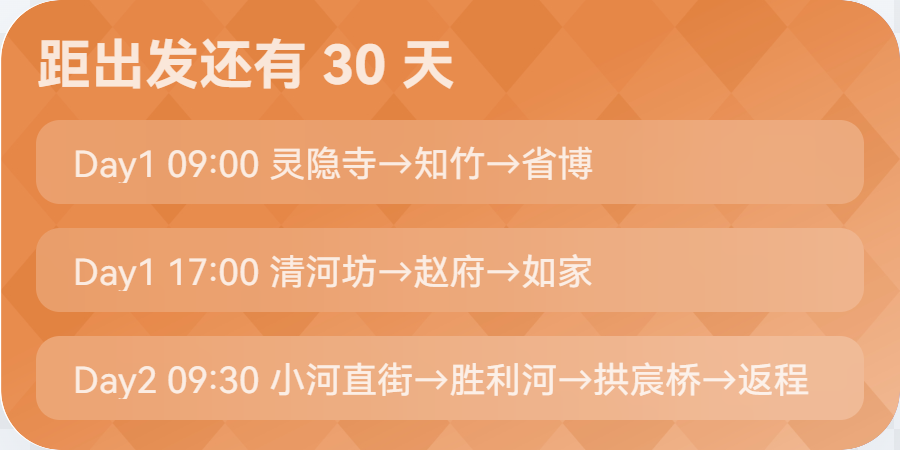 距出发还有 30 天
Day1 09:00 灵隐寺→知竹→省博
Day1 17:00 清河坊→赵府→如家
Day2 09:30 小河直街→胜利河→拱宸桥→返程